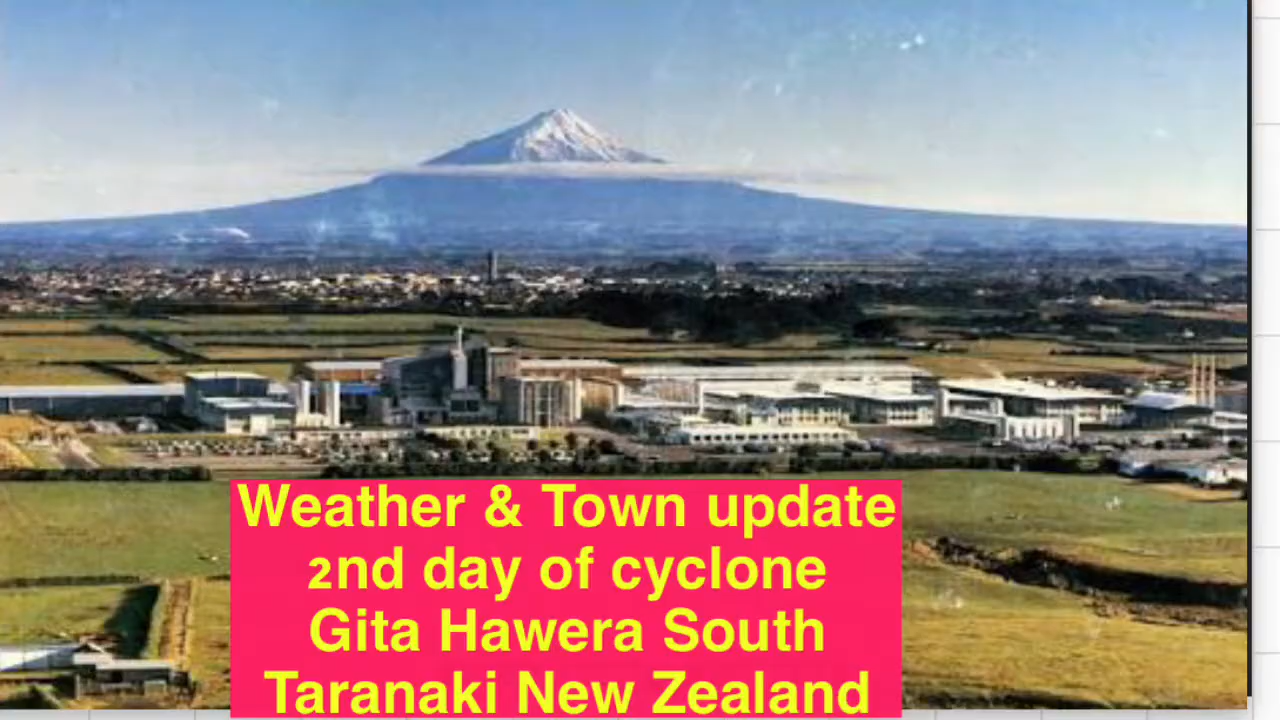 Weather & Town update
2nd day of cyclone
Gita Hawera South
Taranaki New Zealand